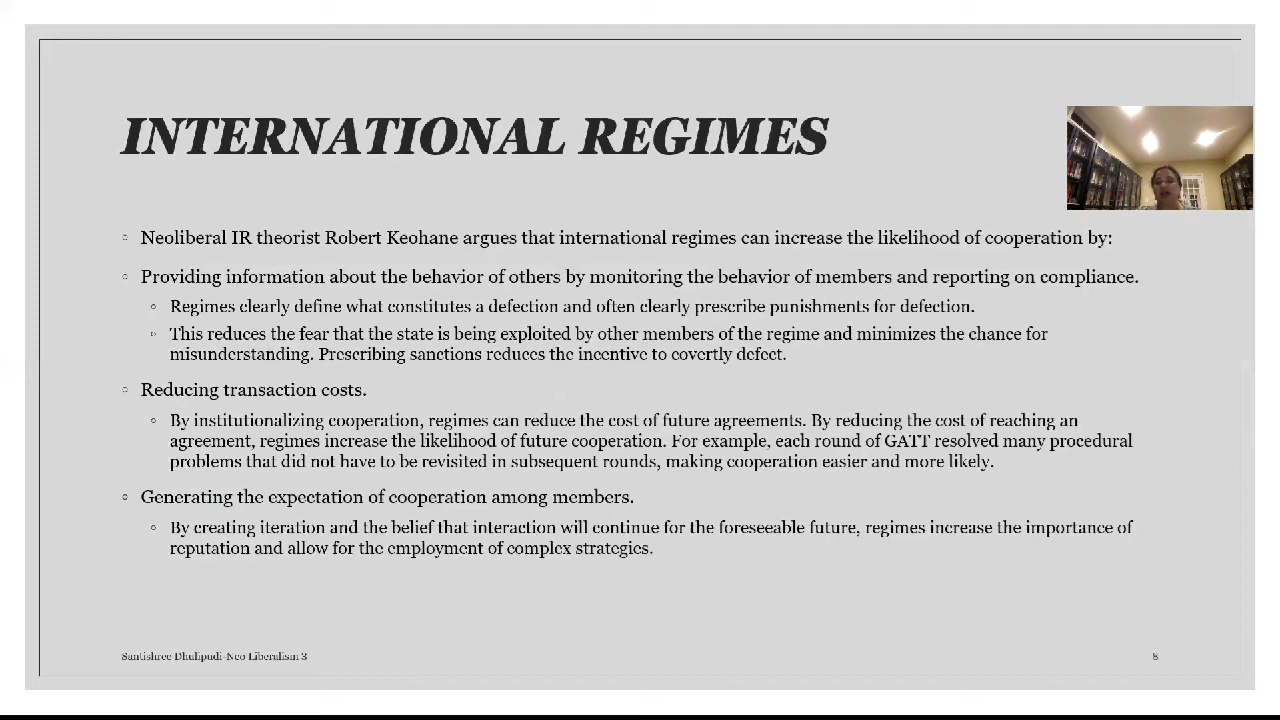 INTERNATIONAL REGIMES
◦ Neoliberal IR theorist Robert Keohane argues that international regimes can increase the likelihood of cooperation by:
◦ Providing information about the behavior of others by monitoring the behavior of members and reporting on compliance.
◦ Regimes clearly define what constitutes a defection and often clearly prescribe punishments for defection.
◦ This reduces the fear that the state is being exploited by other members of the regime and minimizes the chance for
misunderstanding. Prescribing sanctions reduces the incentive to covertly defect.
◦ Reducing transaction costs.
◦ By institutionalizing cooperation, regimes can reduce the cost of future agreements. By reducing the cost of reaching an
agreement, regimes increase the likelihood of future cooperation. For example, each round of GATT resolved many procedural
problems that did not have to be revisited in subsequent rounds, making cooperation easier and more likely.
◦ Generating the expectation of cooperation among members.
◦ By creating iteration and the belief that interaction will continue for the foreseeable future, regimes increase the importance of
reputation and allow for the employment of complex strategies.
Santishree Dhulipudi-Neo Liberalism 3
8